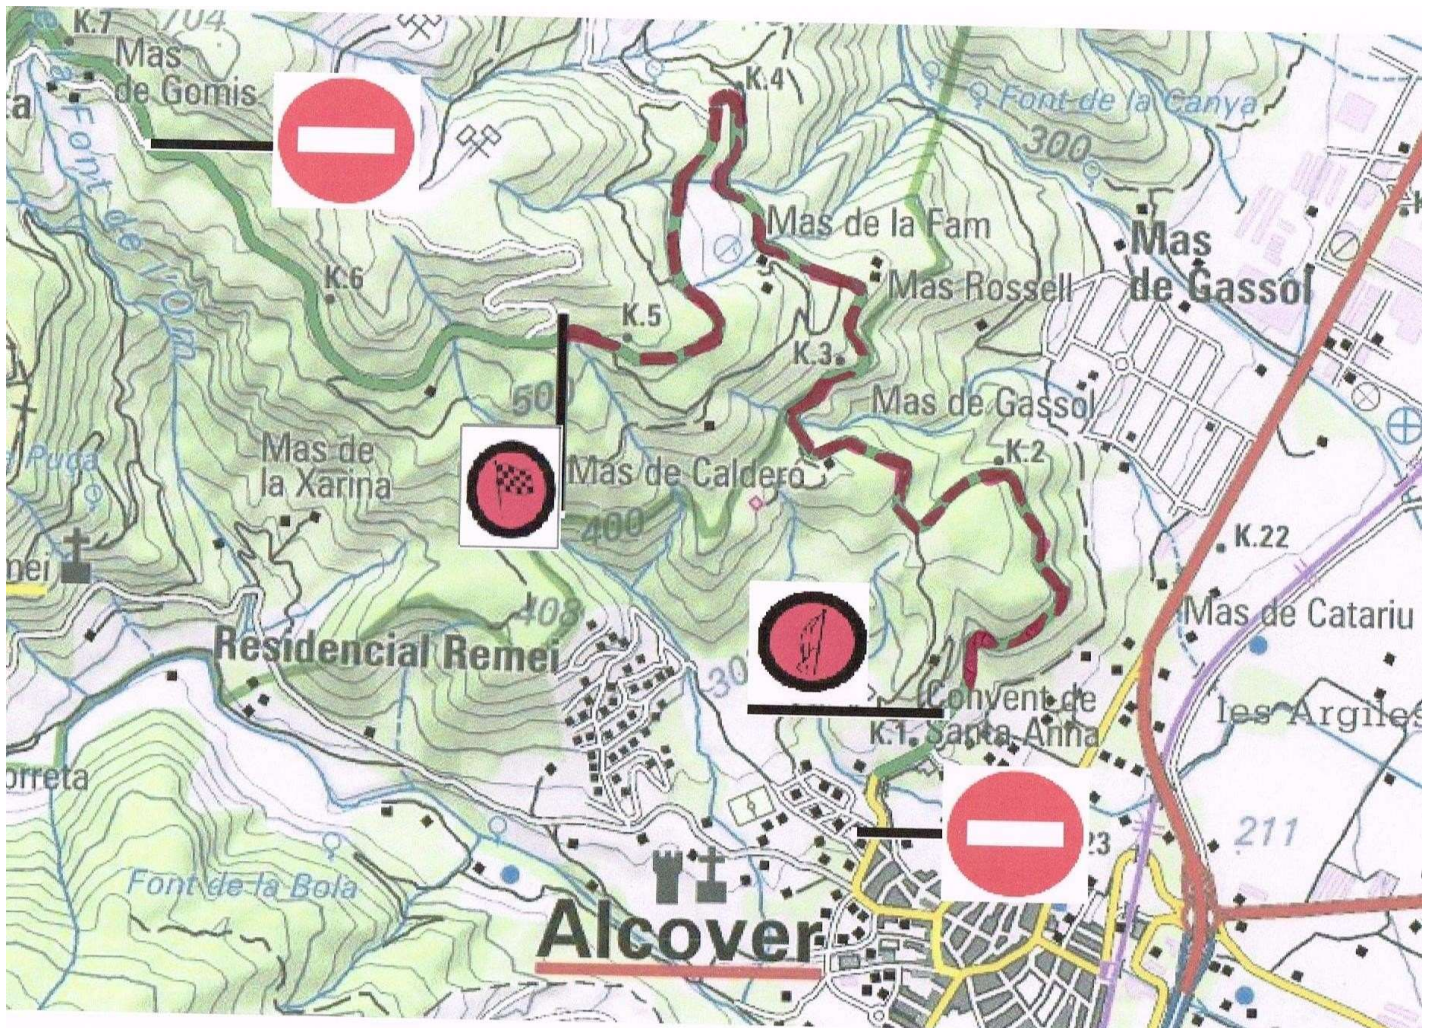 K.7
704
Mas
de Gomis
K.4
Font de la Canya
300
Font de l'Om
Mas de la Fam
Mas
de Gassól
Mas Rossell
K.6
K.5
K.3
500
Mas de Gassol
Mas de
la Xarina
Mas de Calderó
K.2
400
K.22
408
Mas de Catariu
Residencial Remei
30
Convent de
Santa Anna
K.1
les Argiles
211
23
Font de la Bola
Alcover